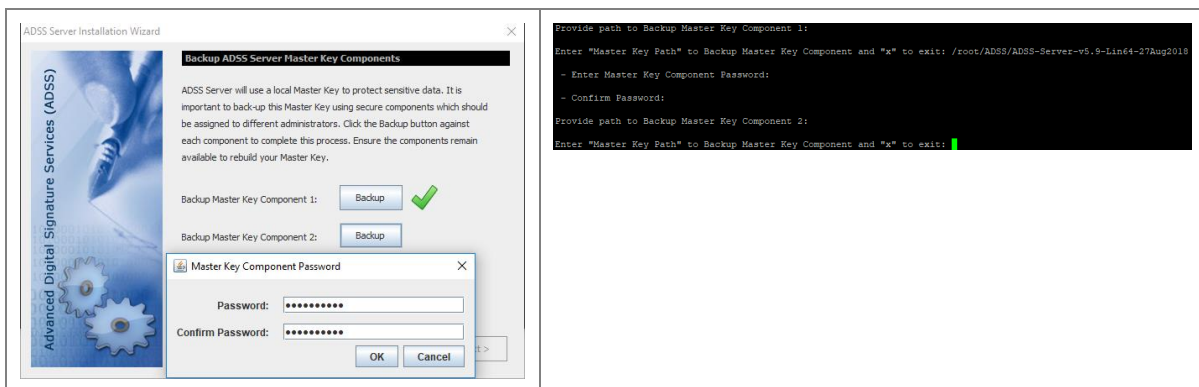 ADSS Server Installation Wizard
Backup ADSS Server Master Key Components
ADSS Server will use a local Master Key to protect sensitive data. It is
important to back-up this Master Key using secure components which should
be assigned to different administrators. Click the Backup button against
each component to complete this process. Ensure the components remain
available to rebuild your Master Key.
Backup Master Key Component 1: Backup
Backup Master Key Component 2: Backup
Advanced Digital Signature Services (ADSS)
Master Key Component Password
Password: ••••••••••
Confirm Password: ••••••••••
OK Cancel
Provide path to Backup Master Key Component 1:
Enter "Master Key Path" to Backup Master Key Component and "x" to exit: /root/ADSS/ADSS-Server-v5.9-Lin64-27Aug2018
- Enter Master Key Component Password:
- Confirm Password:
Provide path to Backup Master Key Component 2:
Enter "Master Key Path" to Backup Master Key Component and "x" to exit: